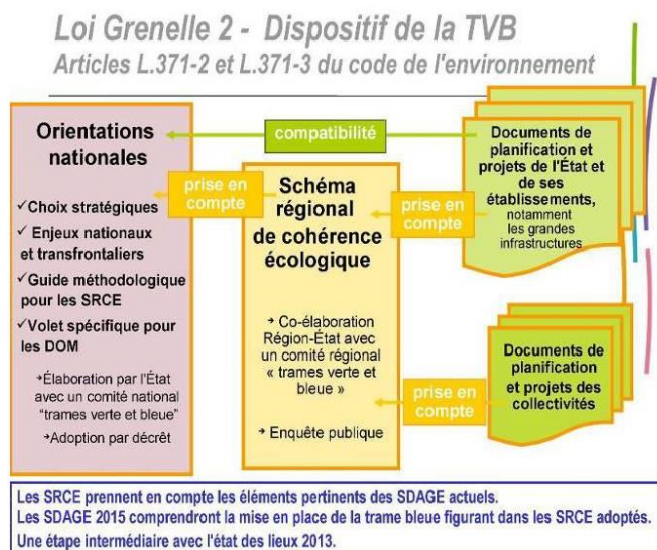 Loi Grenelle 2 - Dispositif de la TVB
Articles L.371-2 et L.371-3 du code de l'environnement
Orientations
nationales
✓Choix stratégiques
✓Enjeux nationaux
et transfrontaliers
✓Guide méthodologique
pour les SRCE
✓Volet spécifique pour
les DOM
→Élaboration par l'État
avec un comité national
"trames verte et bleue"
→Adoption par décrêt
compatibilité
prise en
compte
Schéma
régional
de cohérence
écologique
→ Co-élaboration
Région-État avec
un comité régional
« trames verte et
bleue »
→ Enquête publique
prise en
compte
Documents de
planification et
projets de l'État et
de ses
établissements,
notamment
les grandes
infrastructures
prise en
compte
Documents de
planification
et projets des
collectivités
Les SRCE prennent en compte les éléments pertinents des SDAGE actuels.
Les SDAGE 2015 comprendront la mise en place de la trame bleue figurant dans les SRCE adoptés.
Une étape intermédiaire avec l'état des lieux 2013.